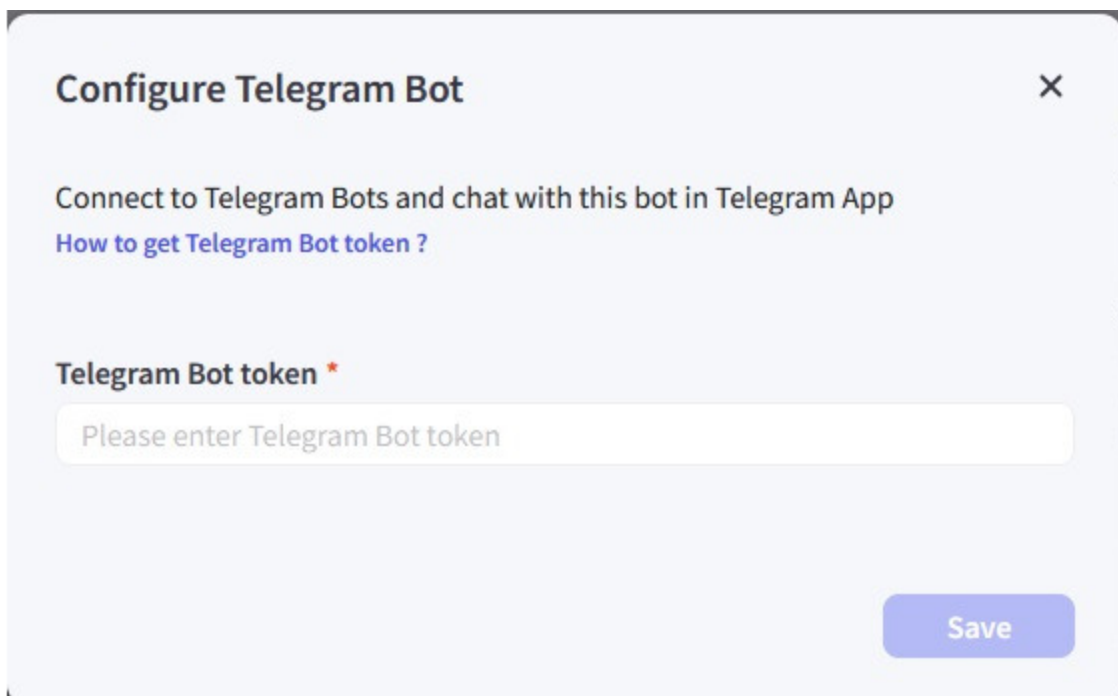 Configure Telegram Bot
Connect to Telegram Bots and chat with this bot in Telegram App
How to get Telegram Bot token ?
Telegram Bot token *
Please enter Telegram Bot token
Save